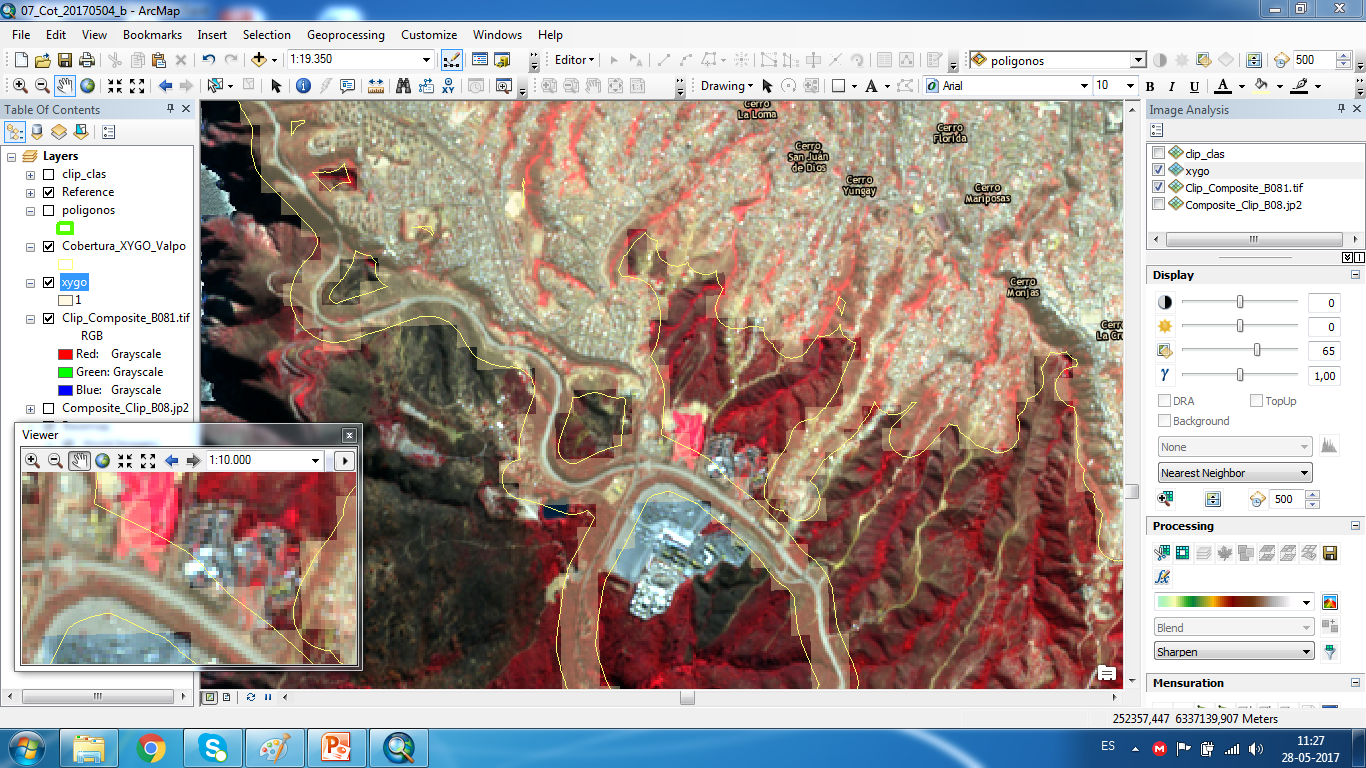 07_Cot_20170504_b - ArcMap
File Edit View Bookmarks Insert Selection Geoprocessing Customize Windows Help
1:19.350
Editor
poligonos
500
Drawing
A
Arial
10
B I U A
Table Of Contents
Layers
clip_clas
Reference
poligonos
Cobertura_XYGO_Valpo
xygo
1
Clip_Composite_B081.tif
RGB
Red: Grayscale
Green: Grayscale
Blue: Grayscale
Composite_Clip_B08.jp2
Viewer
1:10.000
Cerro
La Loma
Cerro
San Juan
de Dios
Cerro
Yungay
Cerro
Florida
Cerro
Mariposas
Cerro
Monjas
Cerro
La Cru
Image Analysis
clip_clas
xygo
Clip_Composite_B081.tif
Composite_Clip_B08.jp2
Display
0
0
65
γ
1,00
DRA
TopUp
Background
None
Nearest Neighbor
500
Processing
fx
Blend
Sharpen
Mensuration
252357,447 6337139,907 Meters
ES
11:27
28-05-2017